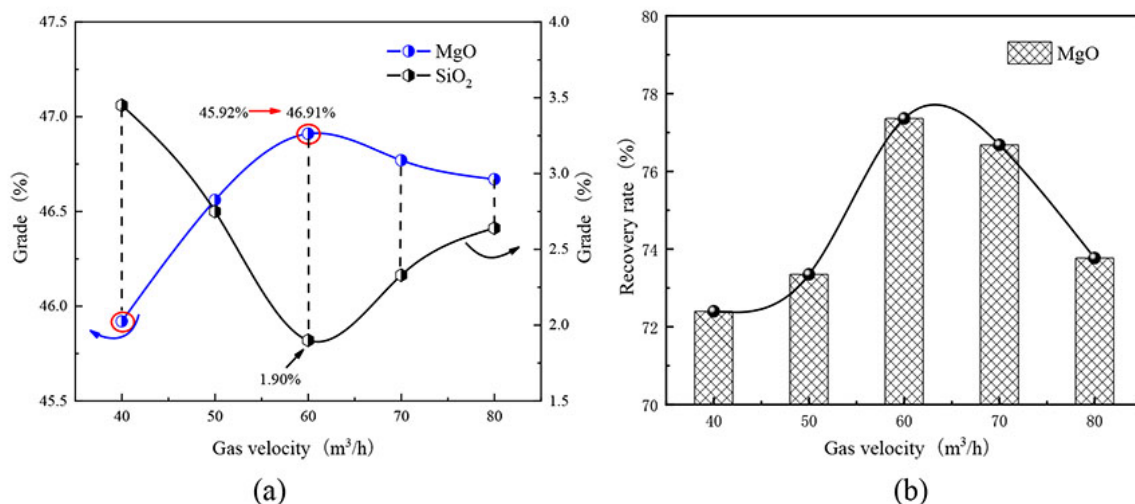 47.5
47.0
46.5
46.0
45.5
Grade (%)
MgO
SiO2
45.92% 46.91%
1.90%
4.0
3.5
3.0
2.5
2.0
1.5
Grade (%)
40 50 60 70 80
Gas velocity (m³/h)
(a)
80
78
76
74
72
70
Recovery rate (%)
MgO
40 50 60 70 80
Gas velocity (m³/h)
(b)